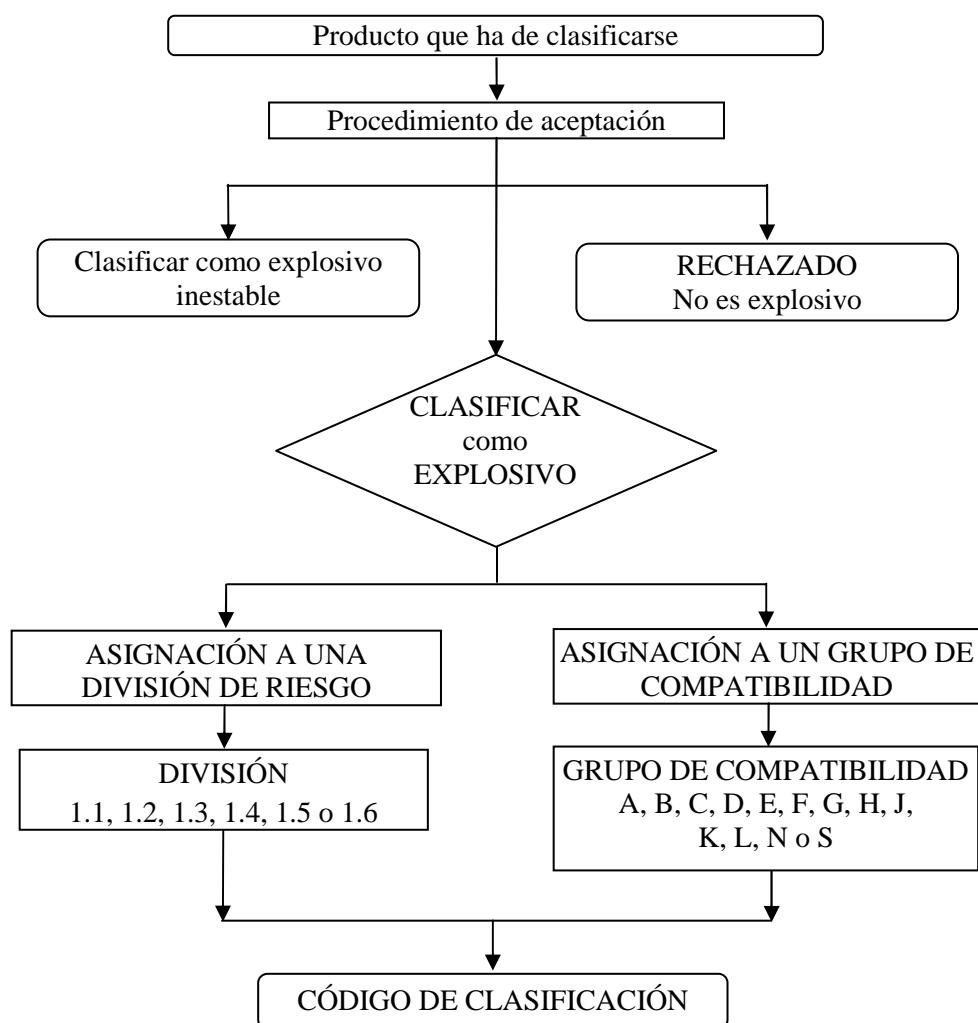 Producto que ha de clasificarse
Procedimiento de aceptación
Clasificar como explosivo
inestable
RECHAZADO
No es explosivo
CLASIFICAR
como
EXPLOSIVO
ASIGNACIÓN A UNA
DIVISIÓN DE RIESGO
ASIGNACIÓN A UN GRUPO DE
COMPATIBILIDAD
DIVISIÓN
1.1, 1.2, 1.3, 1.4, 1.5 o 1.6
GRUPO DE COMPATIBILIDAD
A, B, C, D, E, F, G, H, J,
K, L, N o S
CÓDIGO DE CLASIFICACIÓN